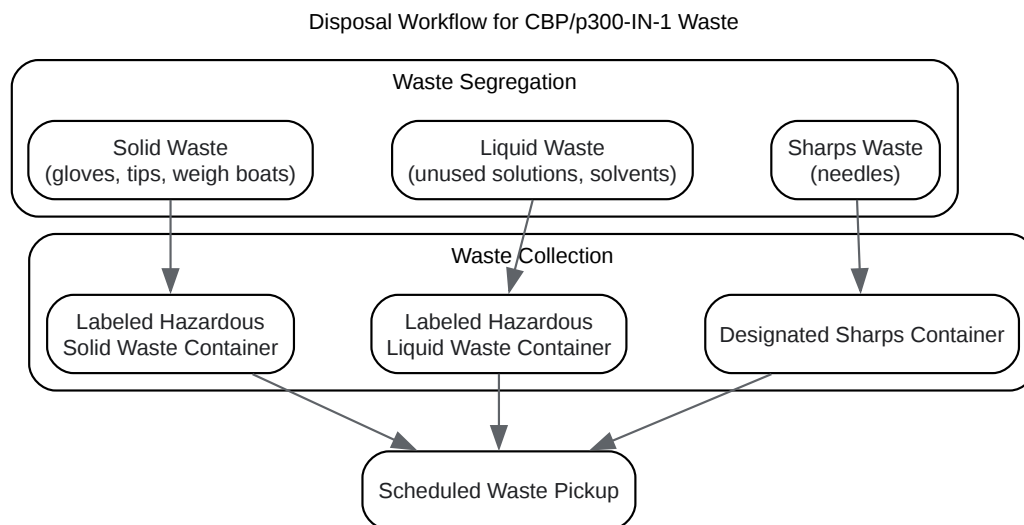 Disposal Workflow for CBP/p300-IN-1 Waste
Waste Segregation
Solid Waste
(gloves, tips, weigh boats)
Liquid Waste
(unused solutions, solvents)
Sharps Waste
(needles)
Waste Collection
Labeled Hazardous
Solid Waste Container
Labeled Hazardous
Liquid Waste Container
Designated Sharps Container
Scheduled Waste Pickup